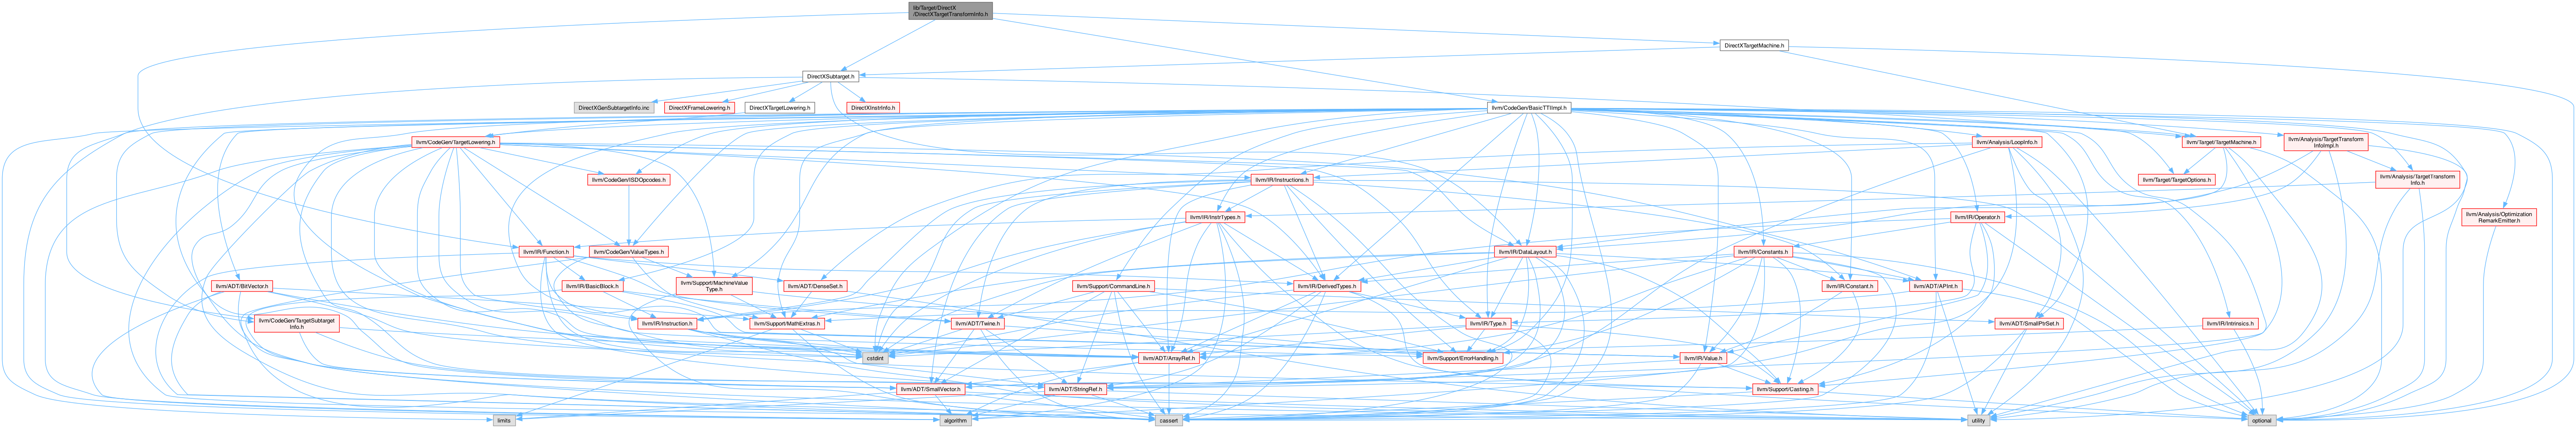 lib/Target/DirectX
/DirectXTargetTransformInfo.h
DirectXTargetMachine.h
DirectXSubtarget.h
DirectXGenSubtargetInfo.inc
DirectXFrameLowering.h
DirectXTargetLowering.h
DirectXInstrInfo.h
llvm/CodeGen/BasicTTIImpl.h
llvm/CodeGen/TargetLowering.h
llvm/Analysis/LoopInfo.h
llvm/Target/TargetMachine.h
llvm/Analysis/TargetTransform
InfoImpl.h
llvm/CodeGen/ISDOpcodes.h
llvm/IR/Instructions.h
llvm/Target/TargetOptions.h
llvm/Analysis/TargetTransform
Info.h
llvm/IR/InstrTypes.h
llvm/IR/Operator.h
llvm/Analysis/Optimization
RemarkEmitter.h
llvm/IR/Function.h
llvm/CodeGen/ValueTypes.h
llvm/IR/DataLayout.h
llvm/IR/Constants.h
llvm/ADT/BitVector.h
llvm/IR/BasicBlock.h
llvm/Support/MachineValue
Type.h
llvm/ADT/DenseSet.h
llvm/Support/CommandLine.h
llvm/IR/DerivedTypes.h
llvm/IR/Constant.h
llvm/ADT/APInt.h
llvm/CodeGen/TargetSubtarget
Info.h
llvm/IR/Instruction.h
llvm/Support/MathExtras.h
llvm/ADT/Twine.h
llvm/IR/Type.h
llvm/ADT/SmallPtrSet.h
llvm/IR/Intrinsics.h
cstdint
llvm/ADT/ArrayRef.h
llvm/Support/ErrorHandling.h
llvm/IR/Value.h
llvm/ADT/SmallVector.h
llvm/ADT/StringRef.h
llvm/Support/Casting.h
limits
algorithm
cassert
utility
optional